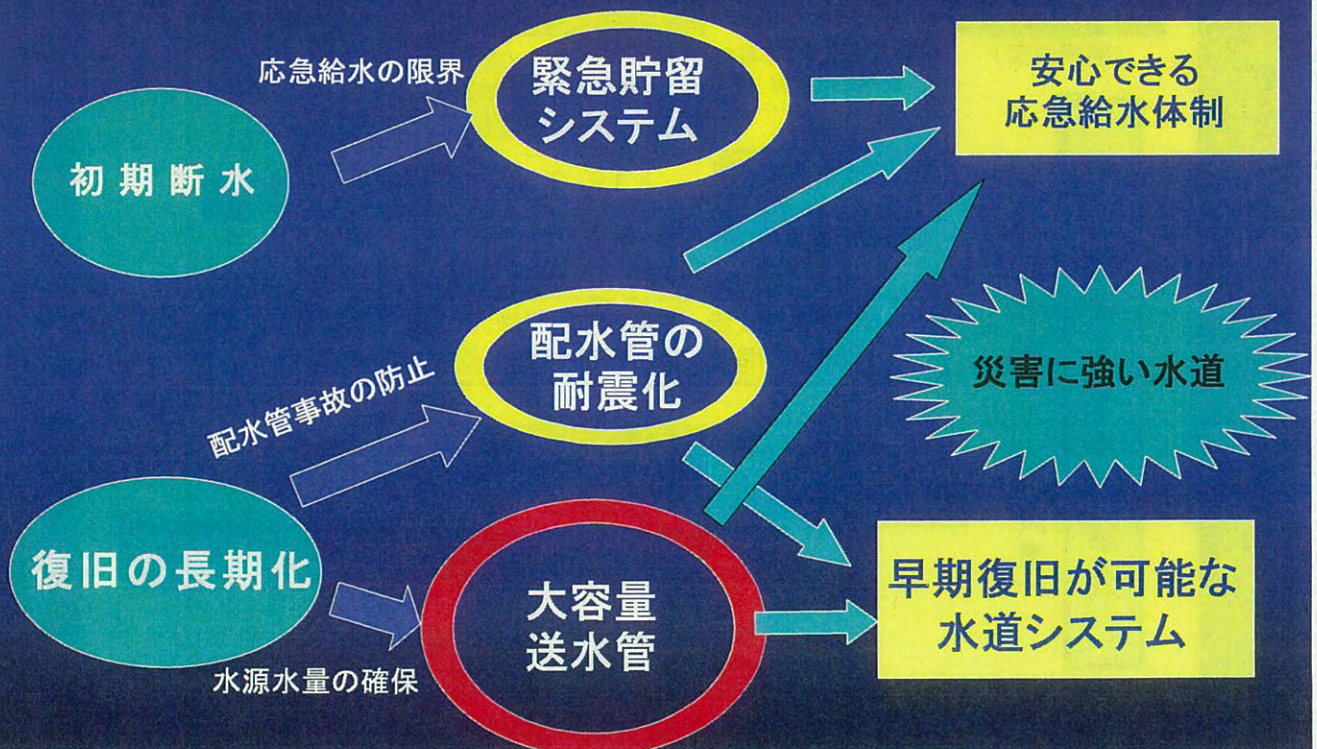 応急給水の限界
緊急貯留
システム
安心できる
応急給水体制
初期断水
配水管の
耐震化
災害に強い水道
配水管事故の防止
復旧の長期化
大容量
送水管
早期復旧が可能な
水道システム
水源水量の確保